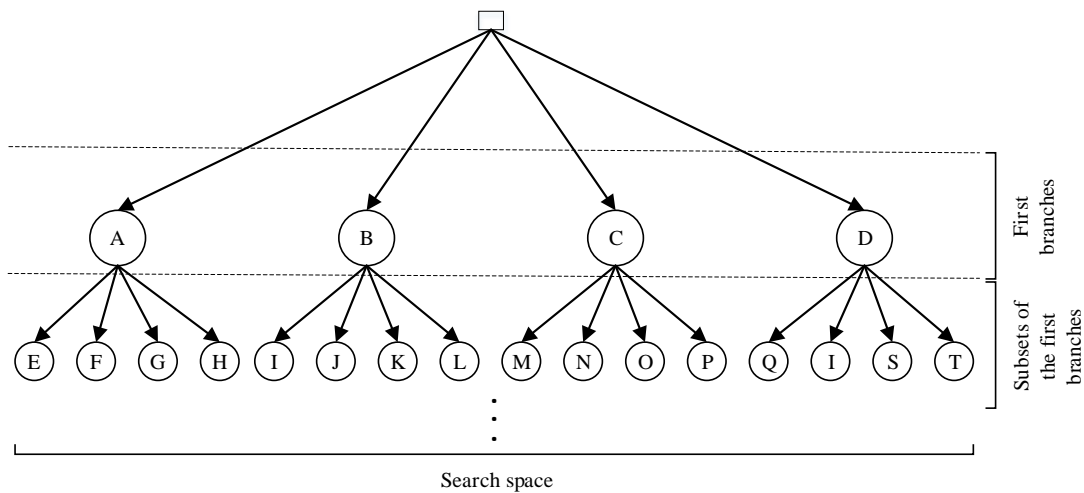 A B C D
First
branches
E F G H I J K L M N O P Q I S T
Subsets of
the first
branches
Search space